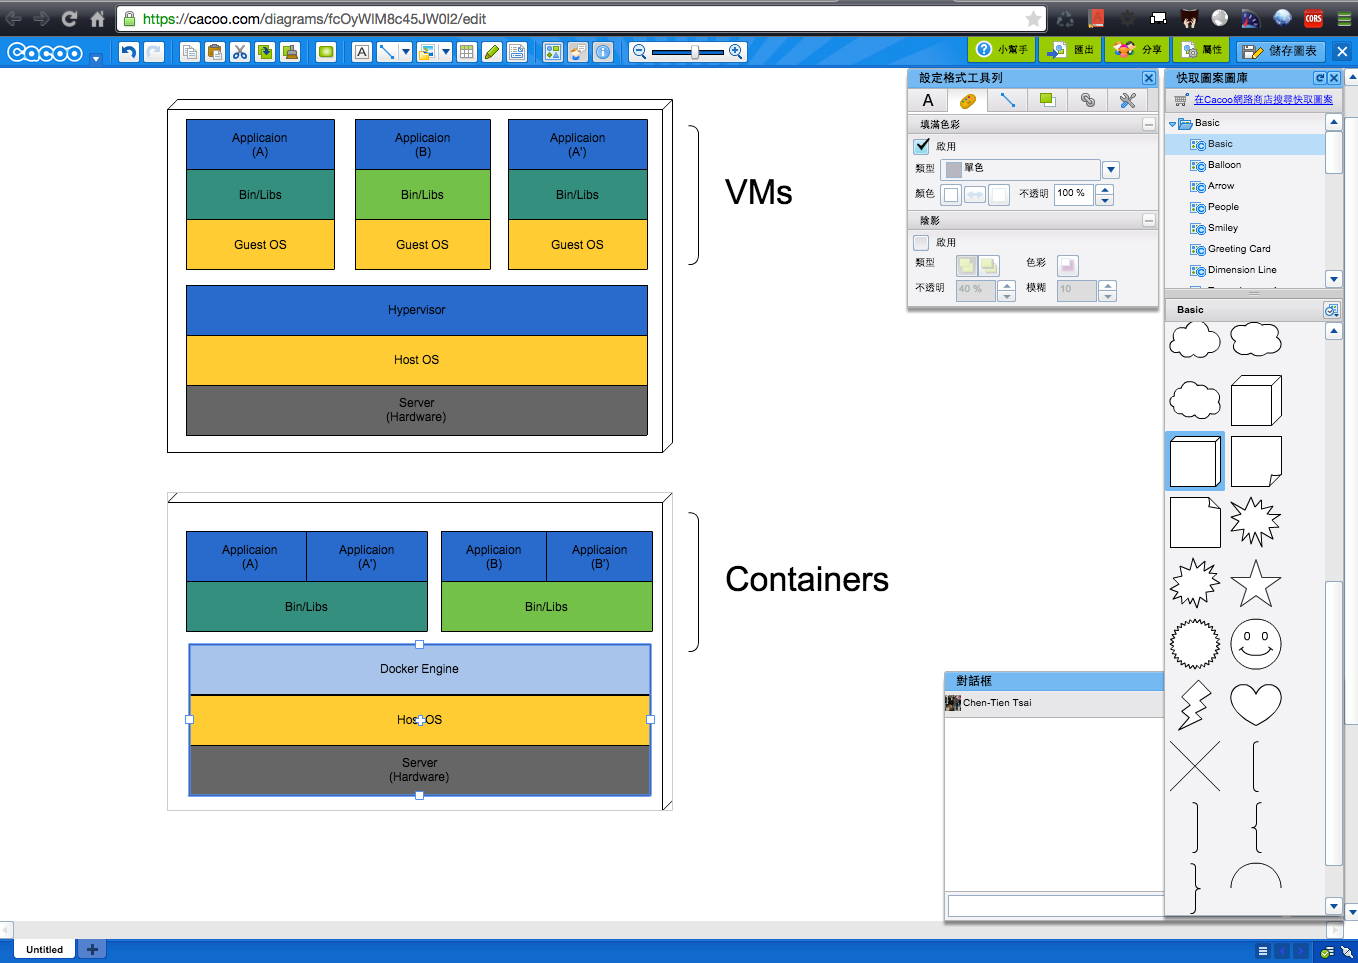 https://cacoo.com/diagrams/fcOyWlM8c45JW0l2/edit
CORS
Cacoo
A
小幫手
匯出
分享
屬性
儲存圖表
Applicaion
(A)
Bin/Libs
Guest OS
Applicaion
(B)
Bin/Libs
Guest OS
Applicaion
(A')
Bin/Libs
Guest OS
VMs
Hypervisor
Host OS
Server
(Hardware)
Applicaion
(A)
Applicaion
(A')
Bin/Libs
Applicaion
(B)
Applicaion
(B')
Bin/Libs
Containers
Docker Engine
Host OS
Server
(Hardware)
設定格式工具列
A
填滿色彩
啟用
類型
單色
顏色
不透明
100 %
陰影
啟用
類型
色彩
不透明
40 %
模糊
10
快取圖案圖庫
在Cacoo網路商店搜尋快取圖案
Basic
Basic
Balloon
Arrow
People
Smiley
Greeting Card
Dimension Line
Basic
對話框
Chen-Tien Tsai
Untitled